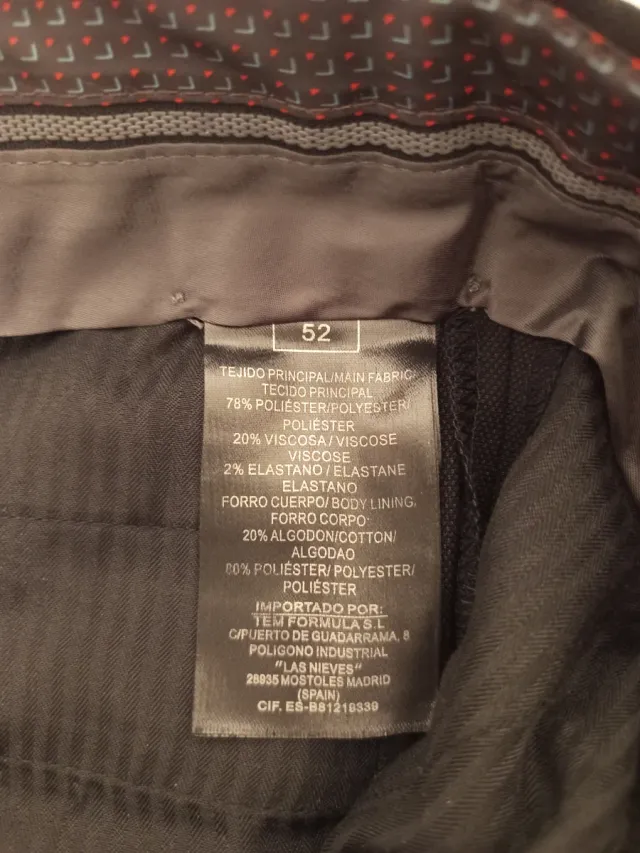 52
TEJIDO PRINCIPAL/MAIN FABRIC/
TECIDO PRINCIPAL
78% POLIÉSTER/POLYESTER/
POLIÉSTER
20% VISCOSA/VISCOSE
VISCOSE
2% ELASTANO/ELASTANE
ELASTANO
FORRO CUERPO/BODY LINING.
FORRO CORPO
20% ALGODON/COTTON/
ALGODAO
80% POLIÉSTER/POLYESTER/
POLIÉSTER
IMPORTADO POR:
TEM FORMULA S.L
C/PUERTO DE GUADARRAMA, 8
POLIGONO INDUSTRIAL
"LAS NIEVES"
28935 MOSTOLES MADRID
(SPAIN)
CIF. ES-B81216339